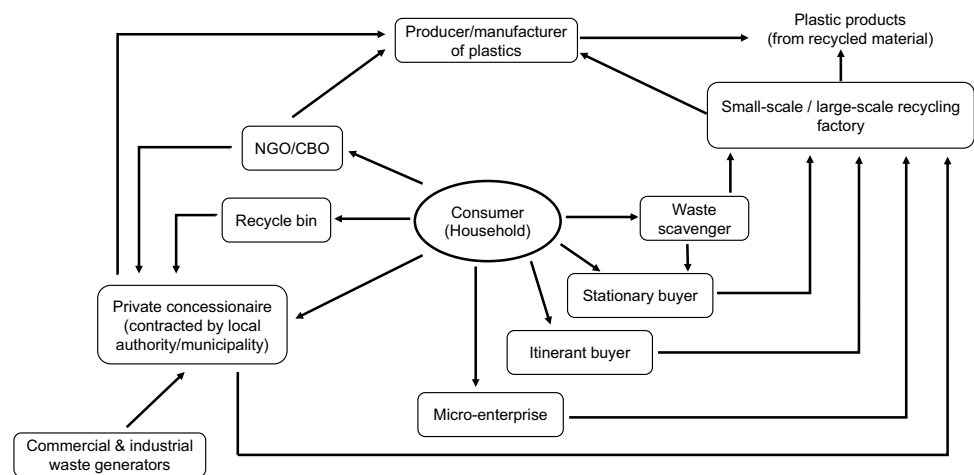 Producer/manufacturer
of plastics
Plastic products
(from recycled material)
Small-scale / large-scale recycling
factory
NGO/CBO
Recycle bin
Consumer
(Household)
Waste
scavenger
Private concessionaire
(contracted by local
authority/municipality)
Stationary buyer
Itinerant buyer
Micro-enterprise
Commercial & industrial
waste generators